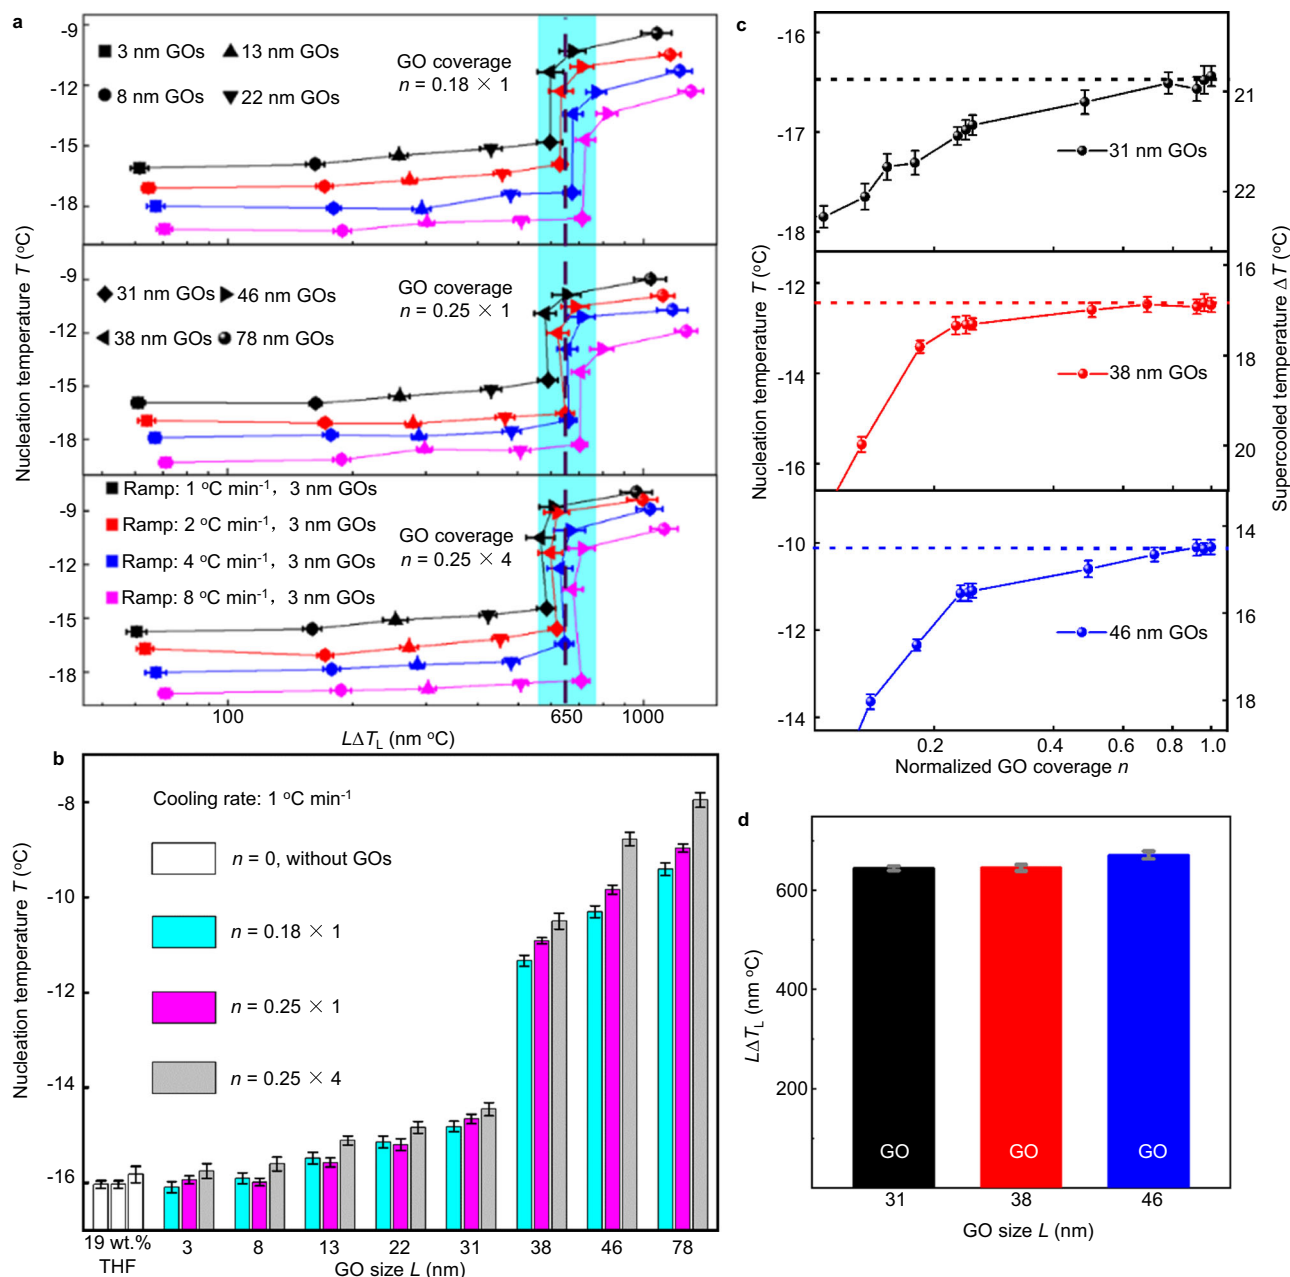 a
-9
-12
-15
-18
3 nm GOs
13 nm GOs
8 nm GOs
22 nm GOs
GO coverage
n = 0.18 × 1
-9
-12
-15
-18
31 nm GOs
46 nm GOs
38 nm GOs
78 nm GOs
GO coverage
n = 0.25 × 1
-9
-12
-15
-18
Ramp: 1 °C min⁻¹, 3 nm GOs
Ramp: 2 °C min⁻¹, 3 nm GOs
Ramp: 4 °C min⁻¹, 3 nm GOs
Ramp: 8 °C min⁻¹, 3 nm GOs
GO coverage
n = 0.25 × 4
Nucleation temperature T (°C)
100 650 1000
LΔT_L (nm °C)
b
-8
-10
-12
-14
-16
Nucleation temperature T (°C)
Cooling rate: 1 °C min⁻¹
n = 0, without GOs
n = 0.18 × 1
n = 0.25 × 1
n = 0.25 × 4
19 wt.%
THF
3 8 13 22 31 38 46 78
GO size L (nm)
c
-16
-17
-18
21
22
31 nm GOs
-12
-14
-16
16
18
20
38 nm GOs
-10
-12
-14
14
16
18
46 nm GOs
Nucleation temperature T (°C)
Supercooled temperature Δ T (°C)
0.2 0.4 0.6 0.8 1.0
Normalized GO coverage n
d
600
400
200
LΔT_L (nm °C)
GO GO GO
31 38 46
GO size L (nm)